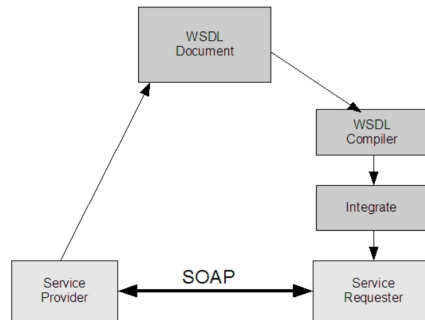 WSDL
Document
WSDL
Compiler
Integrate
SOAP
Service
Provider
Service
Requester